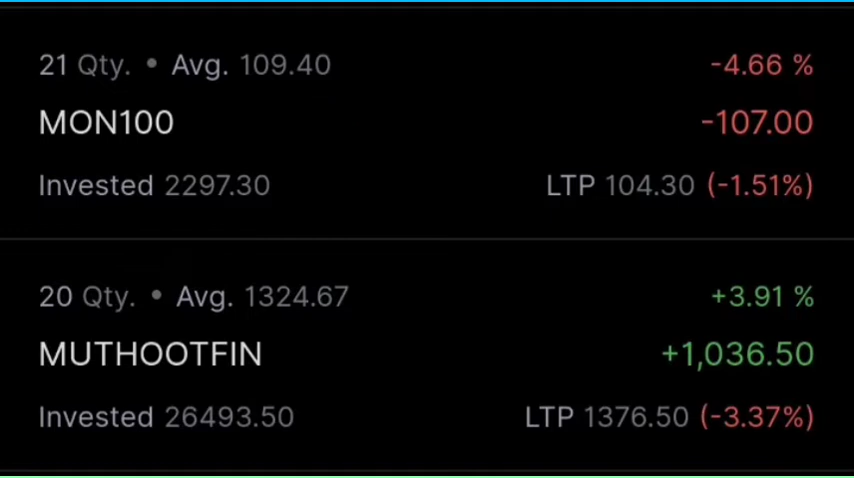 21 Qty. • Avg. 109.40 -4.66 %
MON100 -107.00
Invested 2297.30 LTP 104.30 (-1.51%)
20 Qty. • Avg. 1324.67 +3.91 %
MUTHOOTFIN +1,036.50
Invested 26493.50 LTP 1376.50 (-3.37%)